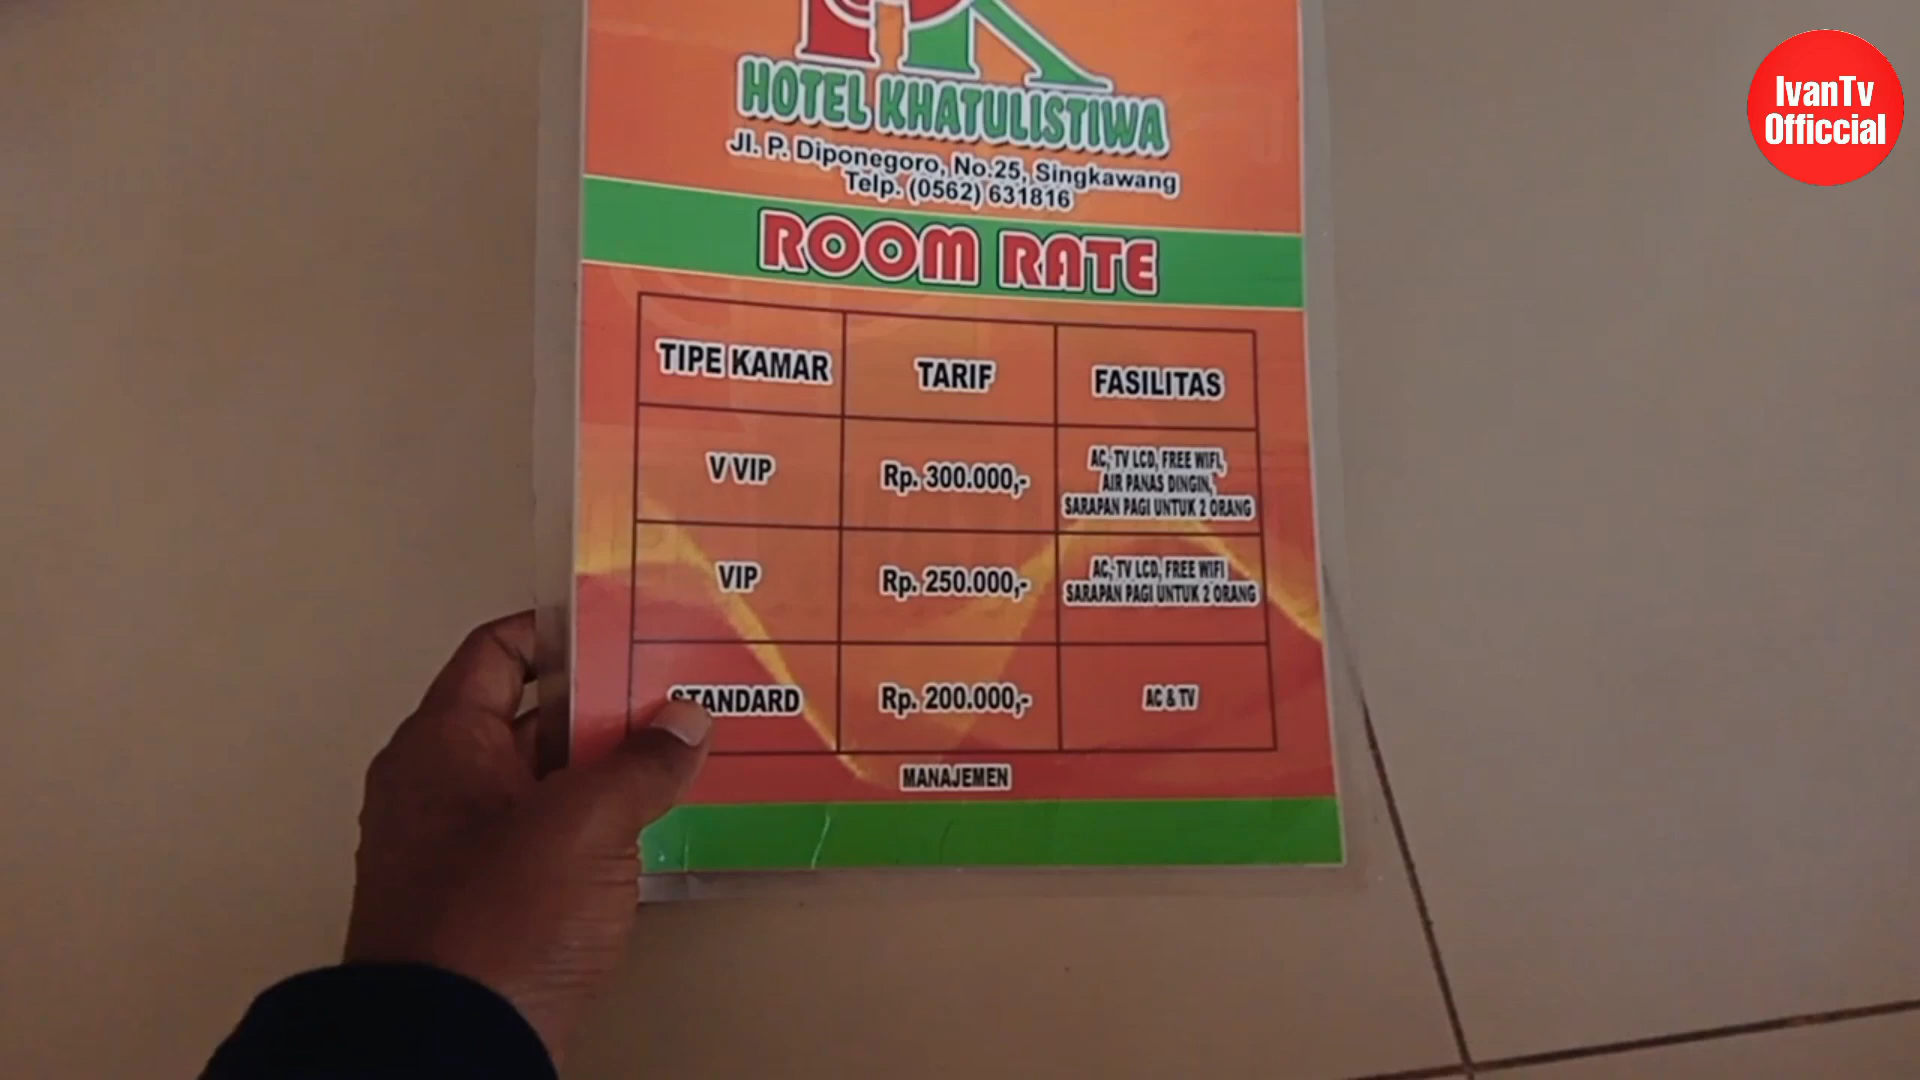 IvanTv
Officcial
HOTEL KHATULISTIWA
Jl. P. Diponegoro, No.25, Singkawang
Telp. (0562) 631816
ROOM RATE
TIPE KAMAR
TARIF
FASILITAS
V VIP
Rp. 300.000,-
AC, TV LCD, FREE WIFI,
AIR PANAS DINGIN,
SARAPAN PAGI UNTUK 2 ORANG
VIP
Rp. 250.000,-
AC, TV LCD, FREE WIFI
SARAPAN PAGI UNTUK 2 ORANG
STANDARD
Rp. 200.000,-
AC & TV
MANAJEMEN